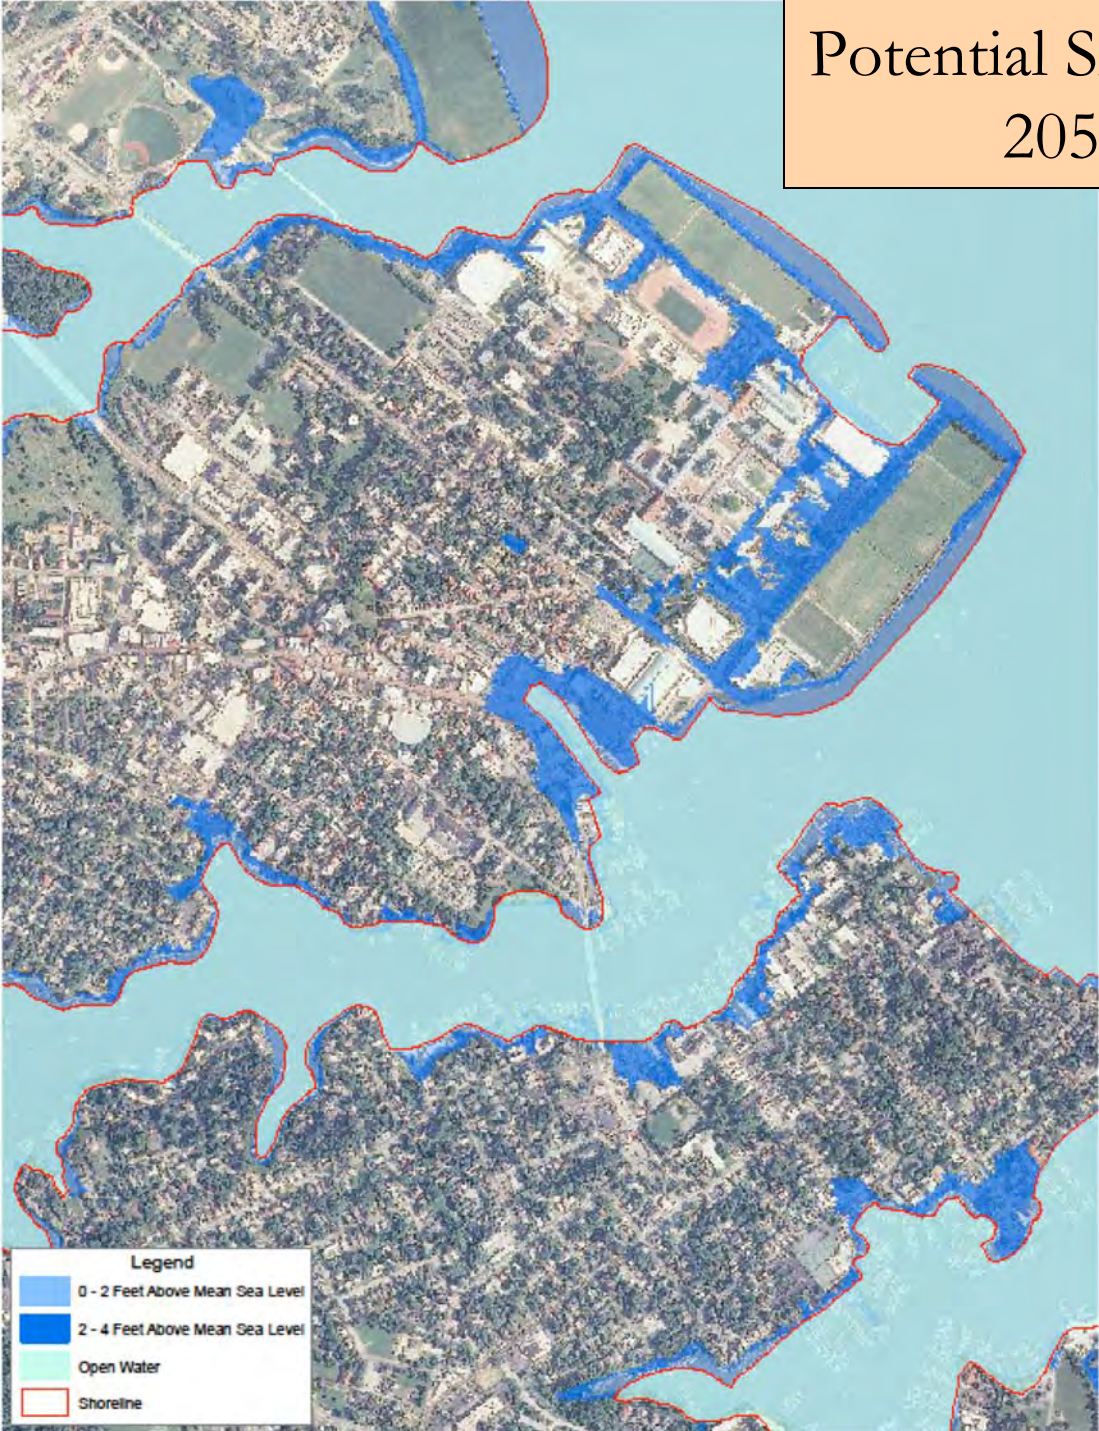 Potential S
205
Legend
0 - 2 Feet Above Mean Sea Level
2 - 4 Feet Above Mean Sea Level
Open Water
Shoreline